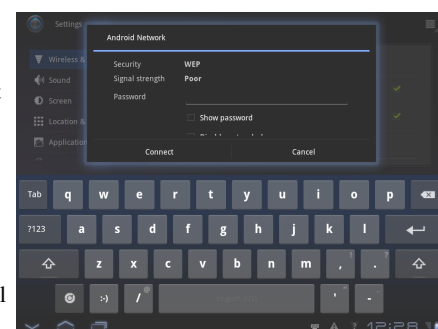 Settings
Android Network
Wireless &
Security WEP
Signal strength Poor
Sound
Password
Screen
Location &
Show password
Application
Connect Cancel
Tab q w e r t y u i o p
?123 a s d f g h j k l
z x c v b n m , ! . ?
:-) / @ ' " - _
12:28
l